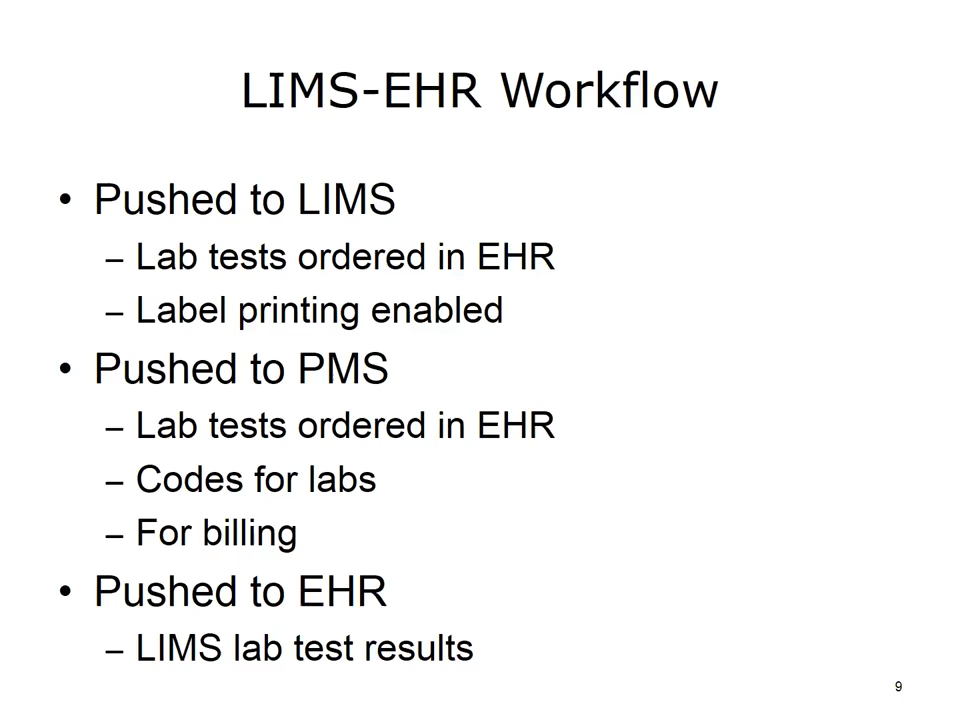 LIMS-EHR Workflow
• Pushed to LIMS
– Lab tests ordered in EHR
– Label printing enabled
• Pushed to PMS
– Lab tests ordered in EHR
– Codes for labs
– For billing
• Pushed to EHR
– LIMS lab test results
9